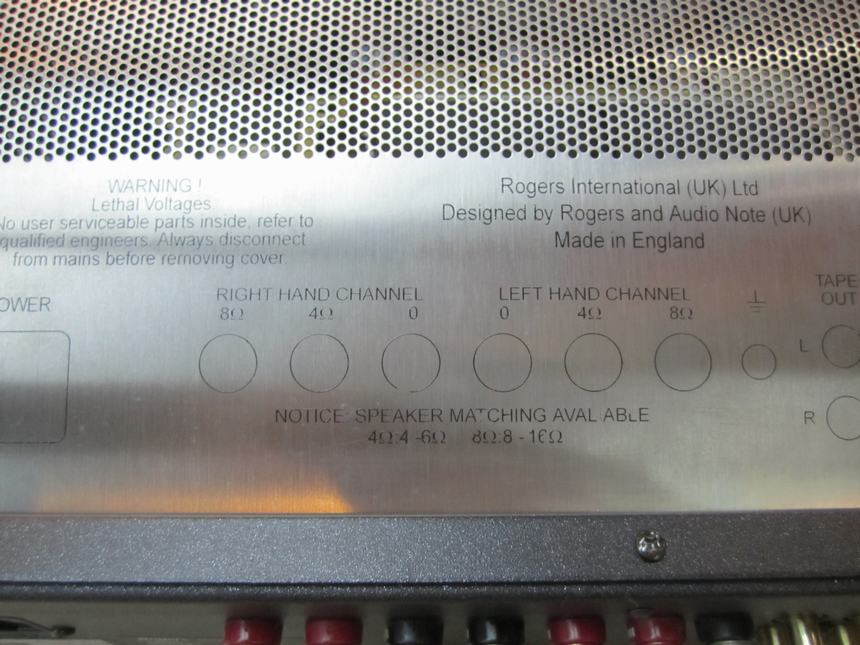 WARNING !
Lethal Voltages.
No user serviceable parts inside, refer to
qualified engineers. Always disconnect
from mains before removing cover.
Rogers International (UK) Ltd
Designed by Rogers and Audio Note (UK)
Made in England
OWER
RIGHT HAND CHANNEL
8Ω 4Ω 0
LEFT HAND CHANNEL
0 4Ω 8Ω
TAPE
OUT
L
R
NOTICE: SPEAKER MATCHING AVAILABLE
4Ω:4 -6Ω 8Ω:8 - 16Ω